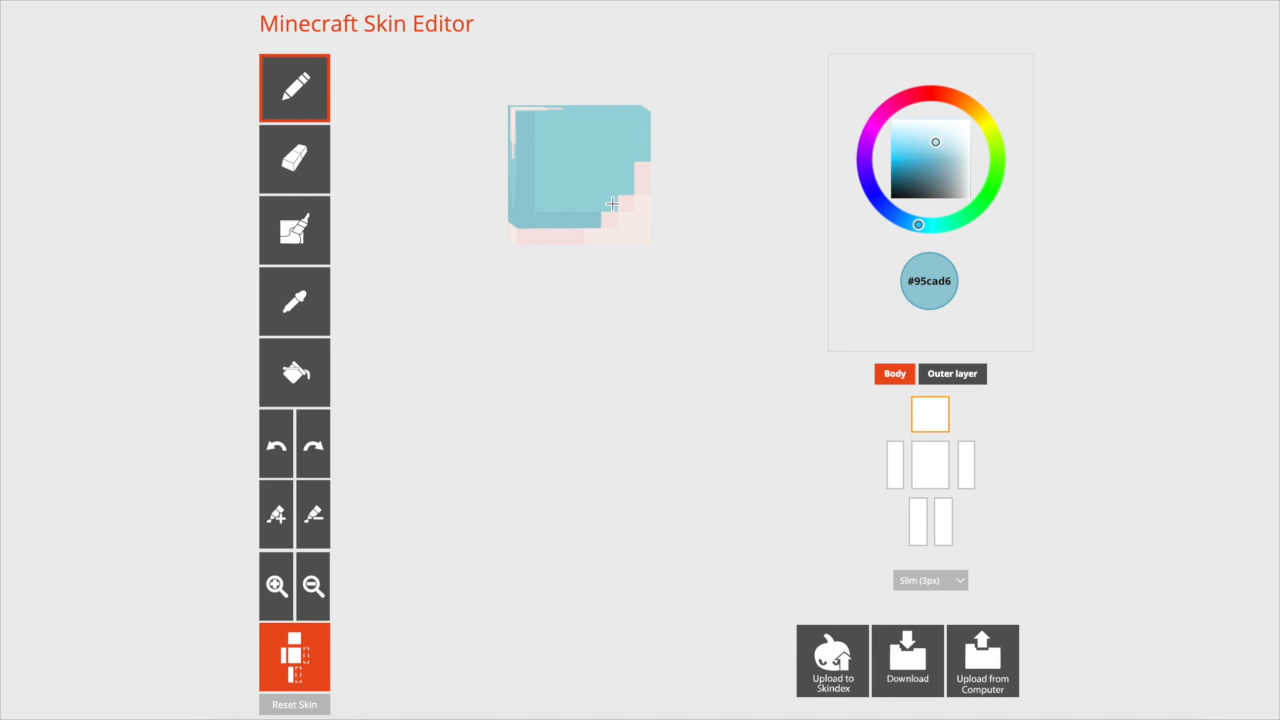 Minecraft Skin Editor
#95cad6
Body
Outer layer
Slim (3px)
Upload to
Skindex
Download
Upload from
Computer
Reset Skin